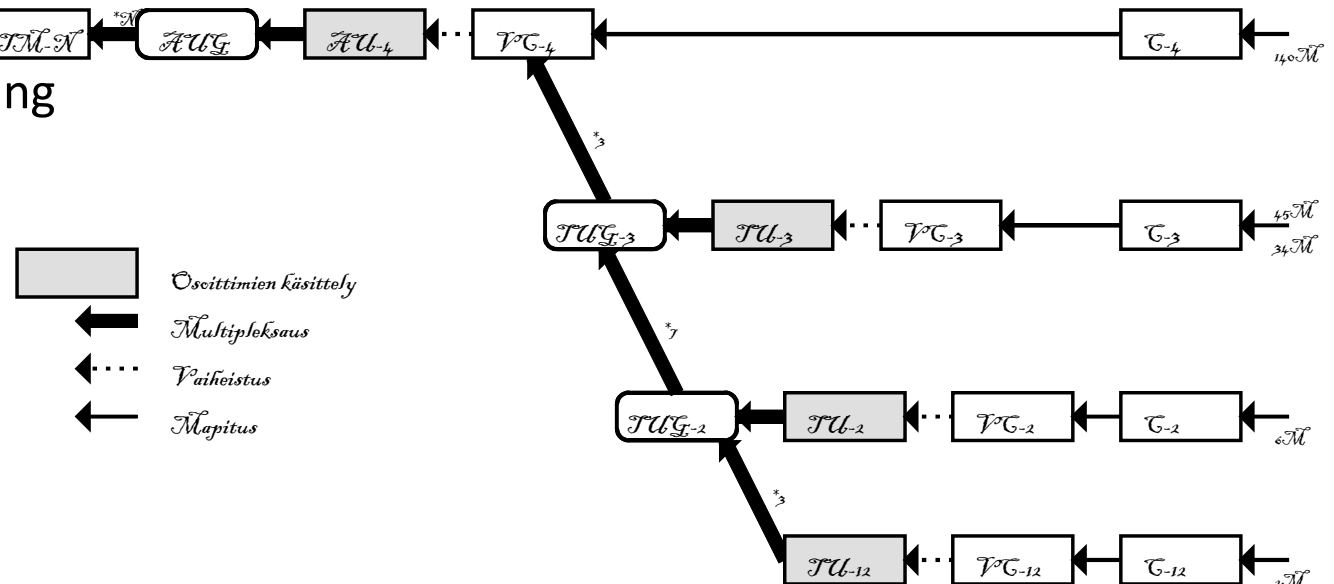 *N
TM-N AUG AU-4 VC-4 C-4
140M
ng
*3
TUG-3 TU-3 VC-3 C-3
45M
34M
Osoittimien käsittely
Multipleksaus
*7
Vaiheistus
Mapitus
TUG-2 TU-2 VC-2 C-2
6M
*3
TU-12 VC-12 C-12
2M